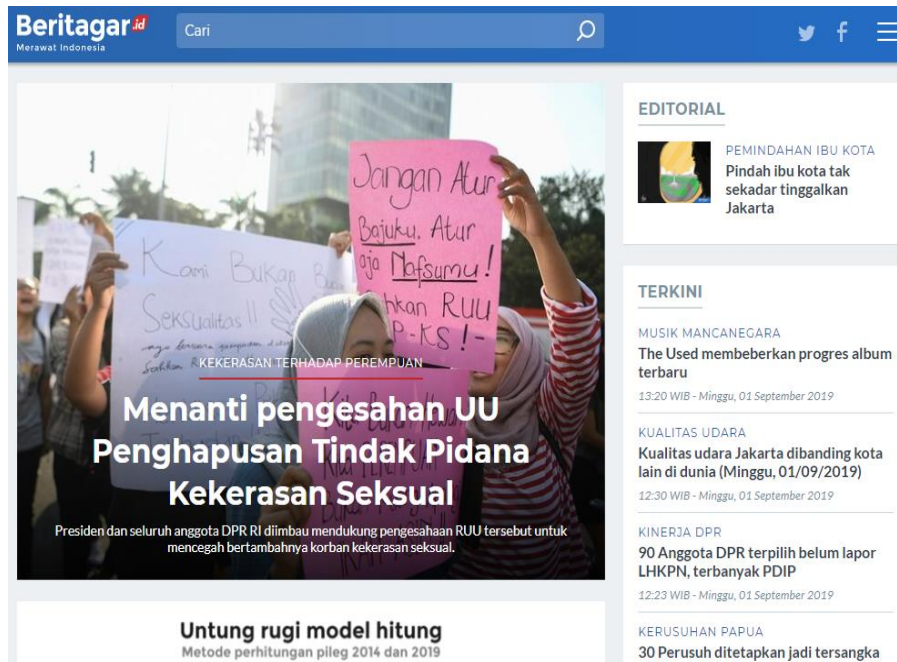 Beritagar.id
Merawat Indonesia
Cari
Jangan Atur
Bajuku. Atur
aja Nafsumu!
RUU
P-KS!-
Kami Bukan
Seksualitas!!
KEKERASAN TERHADAP PEREMPUAN
Menanti pengesahan UU
Penghapusan Tindak Pidana
Kekerasan Seksual
Presiden dan seluruh anggota DPR RI diimbau mendukung pengesahaan RUU tersebut untuk
mencegah bertambahnya korban kekerasan seksual.
Untung rugi model hitung
Metode perhitungan pileg 2014 dan 2019
EDITORIAL
PEMINDAHAN IBU KOTA
Pindah ibu kota tak
sekadar tinggalkan
Jakarta
TERKINI
MUSIK MANCANEGARA
The Used membeberkan progres album
terbaru
13:20 WIB - Minggu, 01 September 2019
KUALITAS UDARA
Kualitas udara Jakarta dibanding kota
lain di dunia (Minggu, 01/09/2019)
12:30 WIB - Minggu, 01 September 2019
KINERJA DPR
90 Anggota DPR terpilih belum lapor
LHKPN, terbanyak PDIP
12:23 WIB - Minggu, 01 September 2019
KERUSUHAN PAPUA
30 Perusuh ditetapkan jadi tersangka